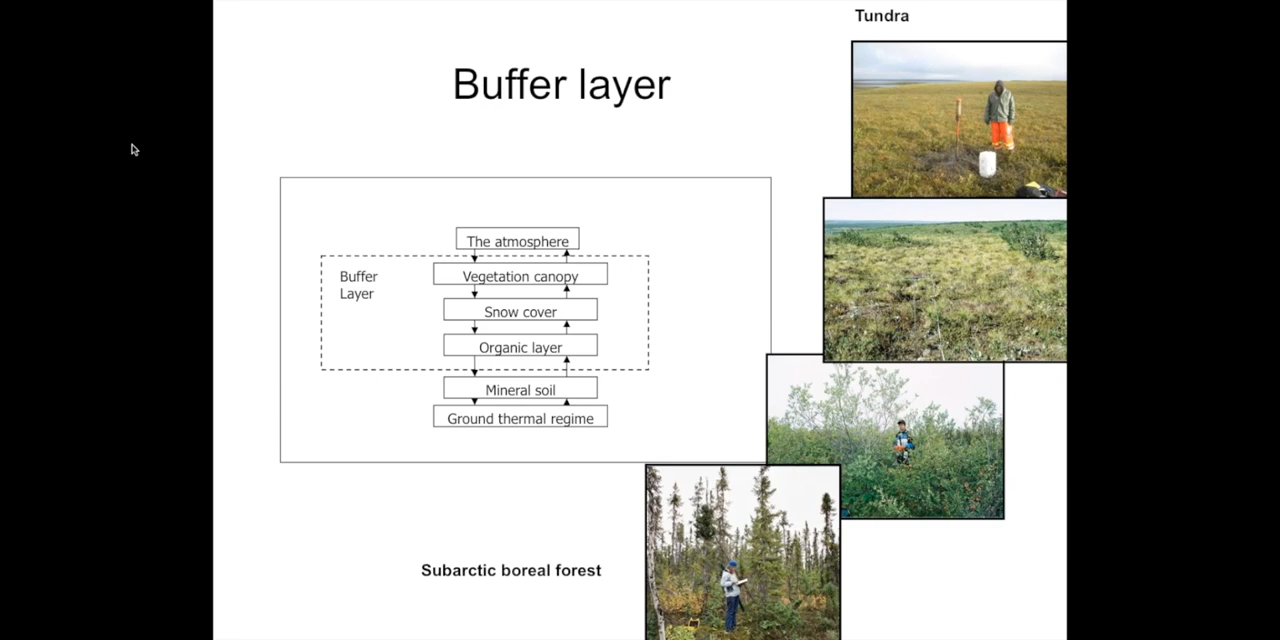 Tundra
Buffer layer
The atmosphere
Buffer
Layer
Vegetation canopy
Snow cover
Organic layer
Mineral soil
Ground thermal regime
Subarctic boreal forest